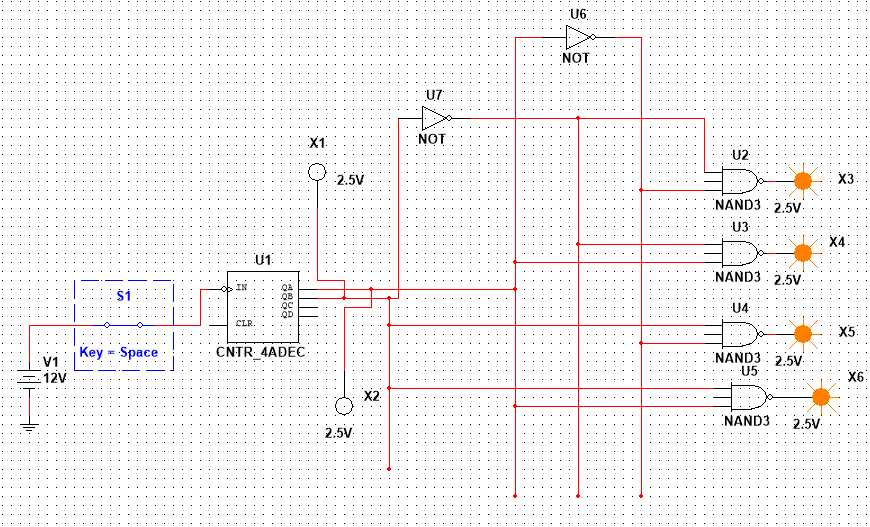 U6
NOT
U7
NOT
X1
2.5V
U2
X3
NAND3
2.5V
U3
X4
NAND3
2.5V
U1
IN
QA
QB
QC
QD
CLR
CNTR_4ADEC
S1
Key = Space
V1
12V
U4
X5
NAND3
2.5V
U5
X6
NAND3
2.5V
X2
2.5V